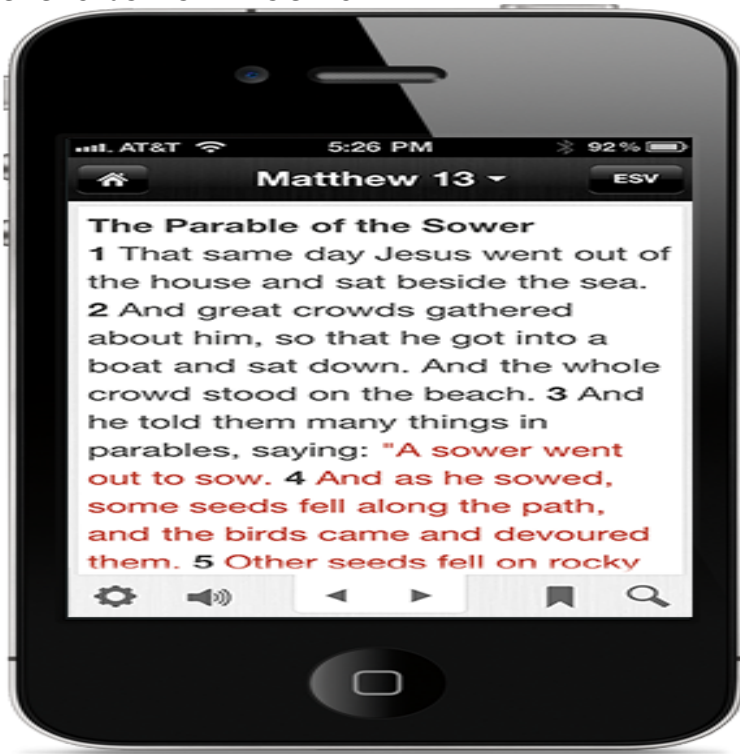 AT&T 5:26 PM 92%
Matthew 13 ESV
The Parable of the Sower
1 That same day Jesus went out of
the house and sat beside the sea.
2 And great crowds gathered
about him, so that he got into a
boat and sat down. And the whole
crowd stood on the beach. 3 And
he told them many things in
parables, saying: "A sower went
out to sow. 4 And as he sowed,
some seeds fell along the path,
and the birds came and devoured
them. 5 Other seeds fell on rocky